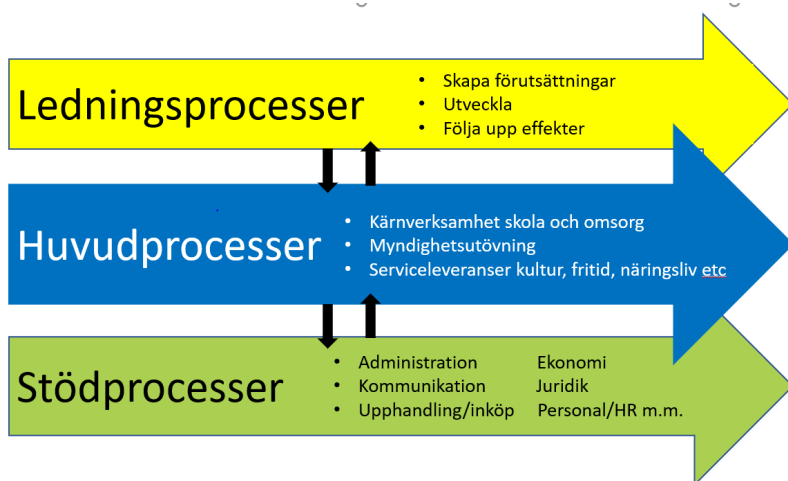 Ledningsprocesser
• Skapa förutsättningar
• Utveckla
• Följa upp effekter
Huvudprocesser
• Kärnverksamhet skola och omsorg
• Myndighetsutövning
• Serviceleveranser kultur, fritid, näringsliv etc
Stödprocesser
• Administration Ekonomi
• Kommunikation Juridik
• Upphandling/inköp Personal/HR m.m.